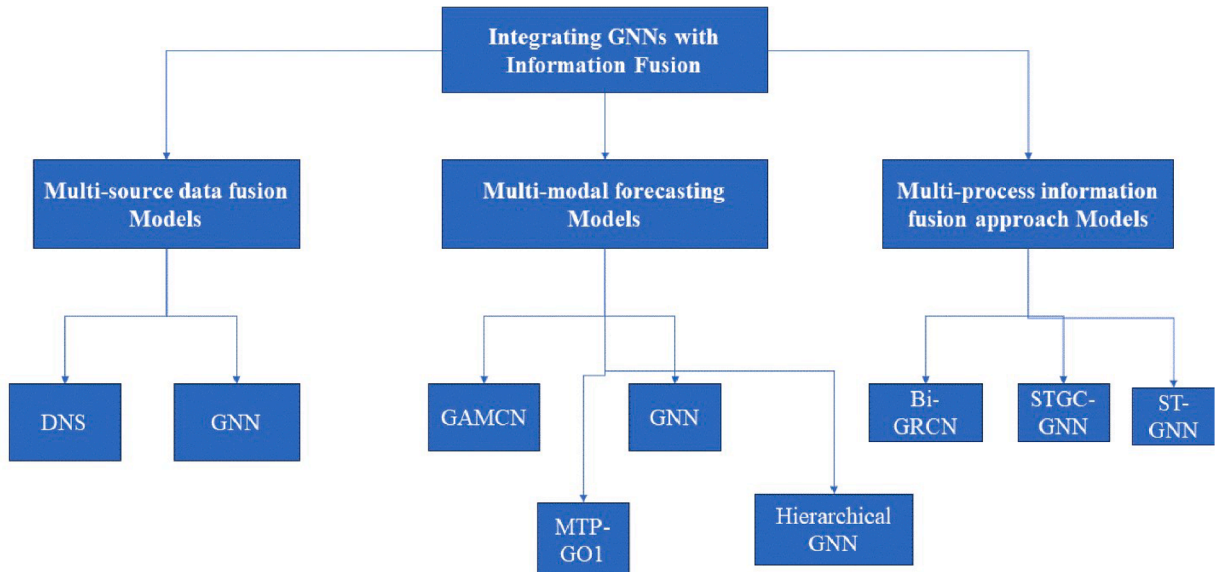 Integrating GNNs with
Information Fusion
Multi-source data fusion
Models
Multi-modal forecasting
Models
Multi-process information
fusion approach Models
DNS
GNN
GAMCN
GNN
Bi-
GRCN
STGC-
GNN
ST-
GNN
MTP-
GO1
Hierarchical
GNN